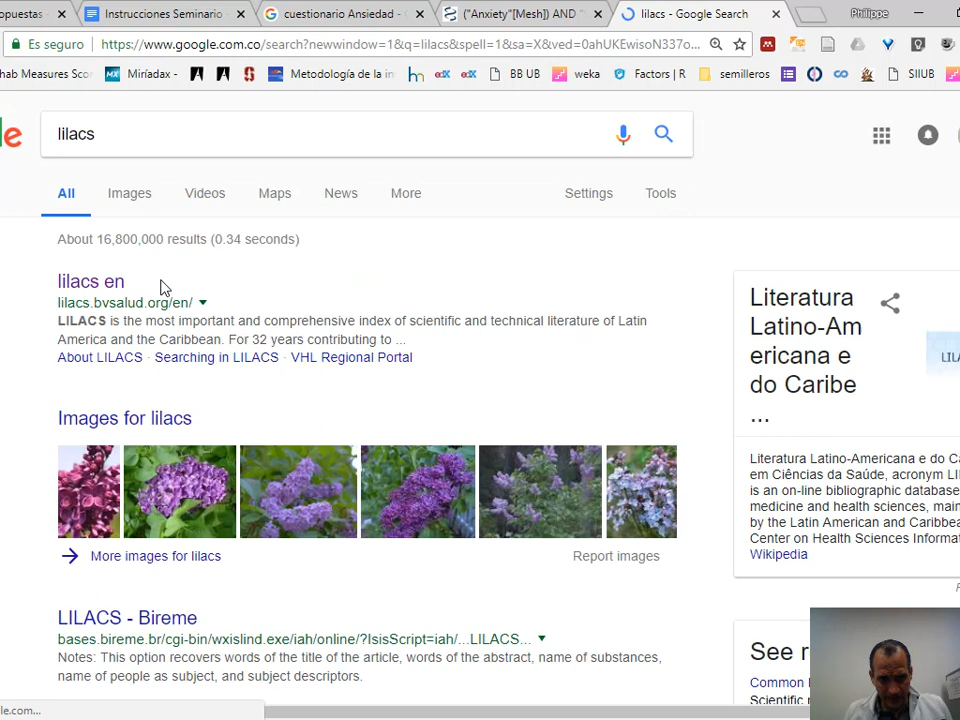 opuestas -
Instrucciones Seminario
cuestionario Ansiedad -
("Anxiety"[Mesh]) AND "
lilacs - Google Search
Philippe
Es seguro
https://www.google.com.co/search?newwindow=1&q=lilacs&spell=1&sa=X&ved=0ahUKEwisoN337o...
hab Measures Sco
Miríadax -
Metodología de la in
edX
edX
BB UB
weka
Factors | R
semilleros
SIIUB
le
lilacs
All
Images
Videos
Maps
News
More
Settings
Tools
About 16,800,000 results (0.34 seconds)
lilacs en
lilacs.bvsalud.org/en/
LILACS is the most important and comprehensive index of scientific and technical literature of Latin
America and the Caribbean. For 32 years contributing to ...
About LILACS · Searching in LILACS · VHL Regional Portal
Images for lilacs
More images for lilacs
Report images
LILACS - Bireme
bases.bireme.br/cgi-bin/wxislind.exe/iah/online/?IsisScript=iah/...LILACS...
Notes: This option recovers words of the title of the article, words of the abstract, name of substances,
name of people as subject, and subject descriptors.
Literatura
Latino-Am
ericana e
do Caribe
...
LILA
Literatura Latino-Americana e do Ca
em Ciências da Saúde, acronym LI
is an on-line bibliographic database
medicine and health sciences, main
by the Latin American and Caribbea
Center on Health Sciences Informat
Wikipedia
See r
Common
Scientific r
le.com...